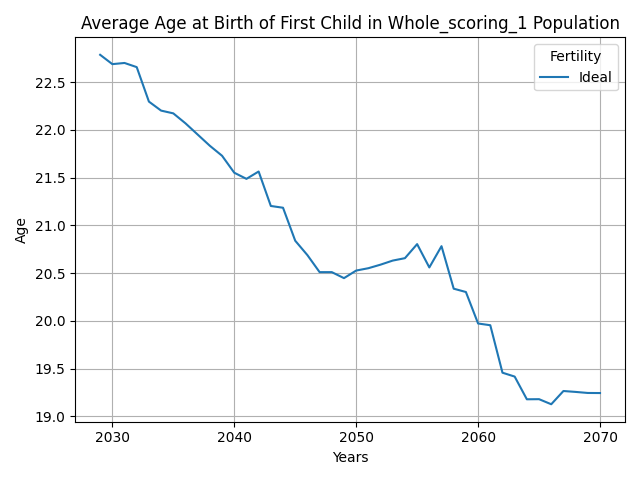 Average Age at Birth of First Child in Whole_scoring_1 Population
Fertility
Ideal
Age
22.5
22.0
21.5
21.0
20.5
20.0
19.5
19.0
2030 2040 2050 2060 2070
Years